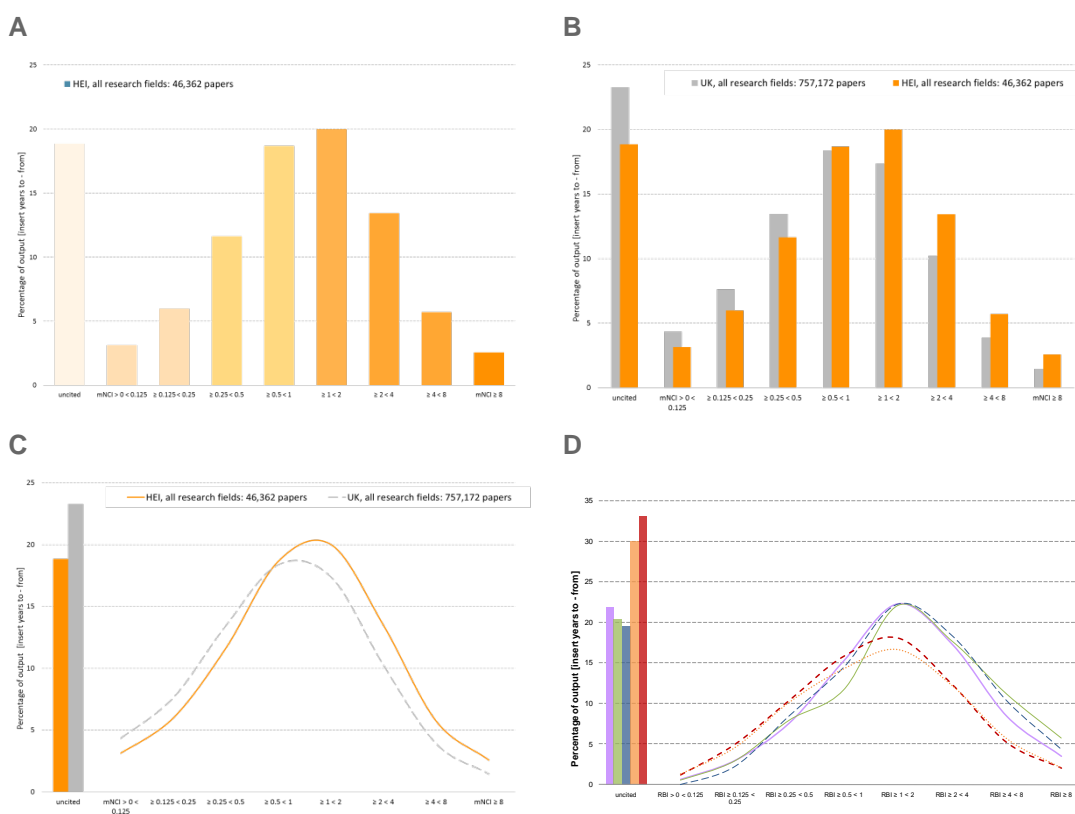 A
25
HEI, all research fields: 46,362 papers
20
15
10
5
0
Percentage of output [insert years to - from]
uncited
mNCI > 0 < 0.125
≥ 0.125 < 0.25
≥ 0.25 < 0.5
≥ 0.5 < 1
≥ 1 < 2
≥ 2 < 4
≥ 4 < 8
mNCI ≥ 8
B
25
UK, all research fields: 757,172 papers
HEI, all research fields: 46,362 papers
20
15
10
5
0
Percentage of output [insert years to - from]
uncited
mNCI > 0 <
0.125
≥ 0.125 < 0.25
≥ 0.25 < 0.5
≥ 0.5 < 1
≥ 1 < 2
≥ 2 < 4
≥ 4 < 8
mNCI ≥ 8
C
25
HEI, all research fields: 46,362 papers
UK, all research fields: 757,172 papers
20
15
10
5
0
Percentage of output [insert years to - from]
uncited
mNCI > 0 <
0.125
≥ 0.125 < 0.25
≥ 0.25 < 0.5
≥ 0.5 < 1
≥ 1 < 2
≥ 2 < 4
≥ 4 < 8
mNCI ≥ 8
D
35
30
25
20
15
10
5
0
Percentage of output [insert years to - from]
uncited
RBI > 0 < 0.125
RBI ≥ 0.125 <
0.25
RBI ≥ 0.25 < 0.5
RBI ≥ 0.5 < 1
RBI ≥ 1 < 2
RBI ≥ 2 < 4
RBI ≥ 4 < 8
RBI ≥ 8